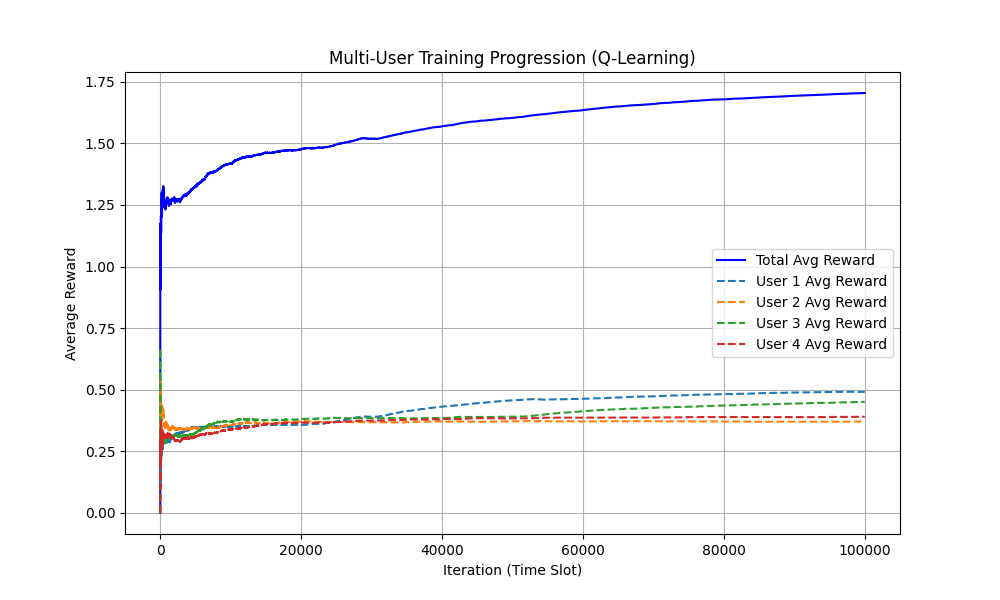 Multi-User Training Progression (Q-Learning)
1.75
1.50
1.25
1.00
0.75
0.50
0.25
0.00
Average Reward
Total Avg Reward
User 1 Avg Reward
User 2 Avg Reward
User 3 Avg Reward
User 4 Avg Reward
0 20000 40000 60000 80000 100000
Iteration (Time Slot)